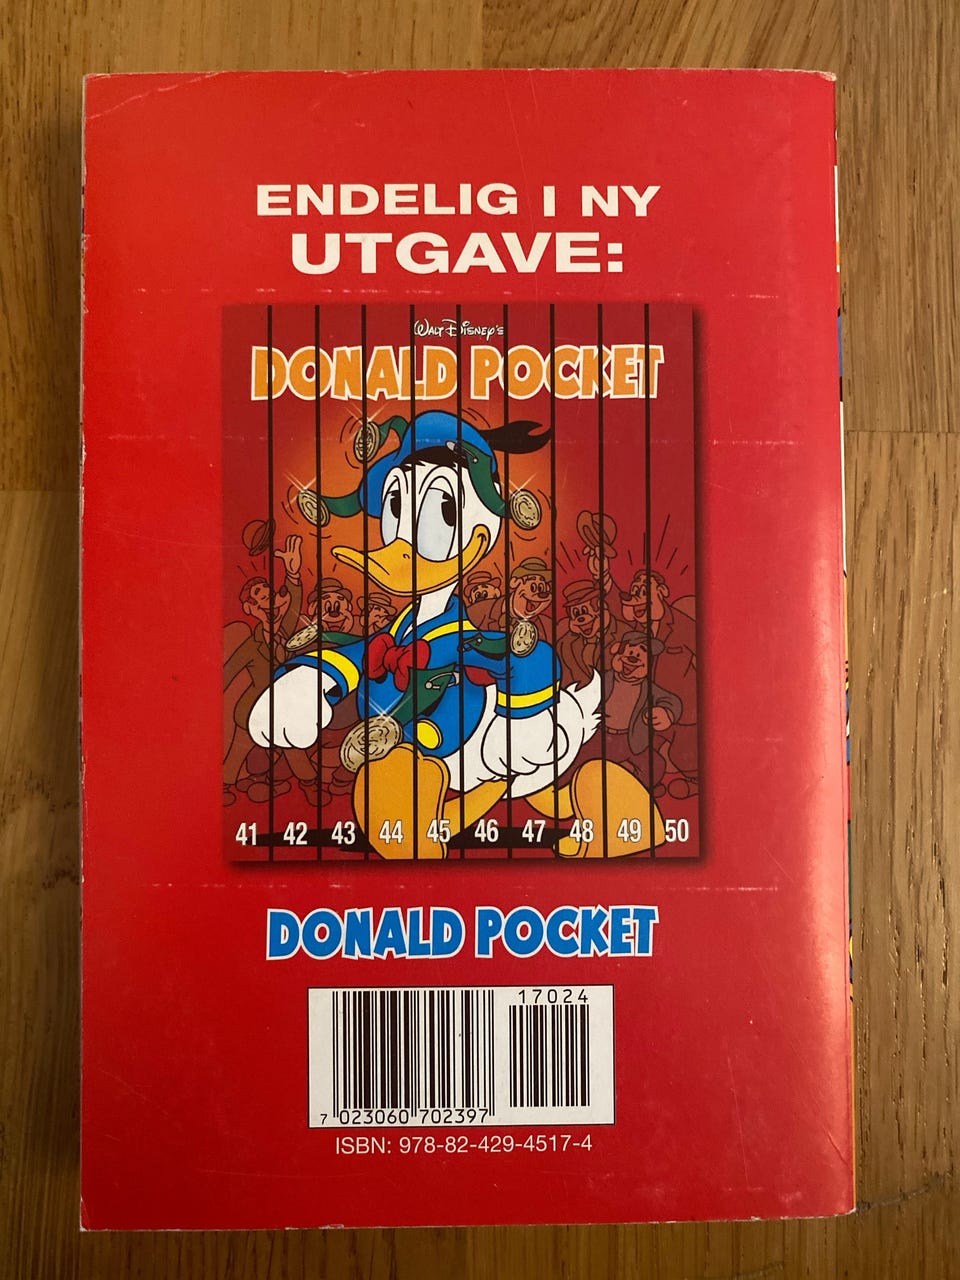 ENDELIG I NY
UTGAVE:
WALT DISNEY'S
DONALD POCKET
41 42 43 44 45 46 47 48 49 50
DONALD POCKET
17024
7 023060 702397
ISBN: 978-82-429-4517-4